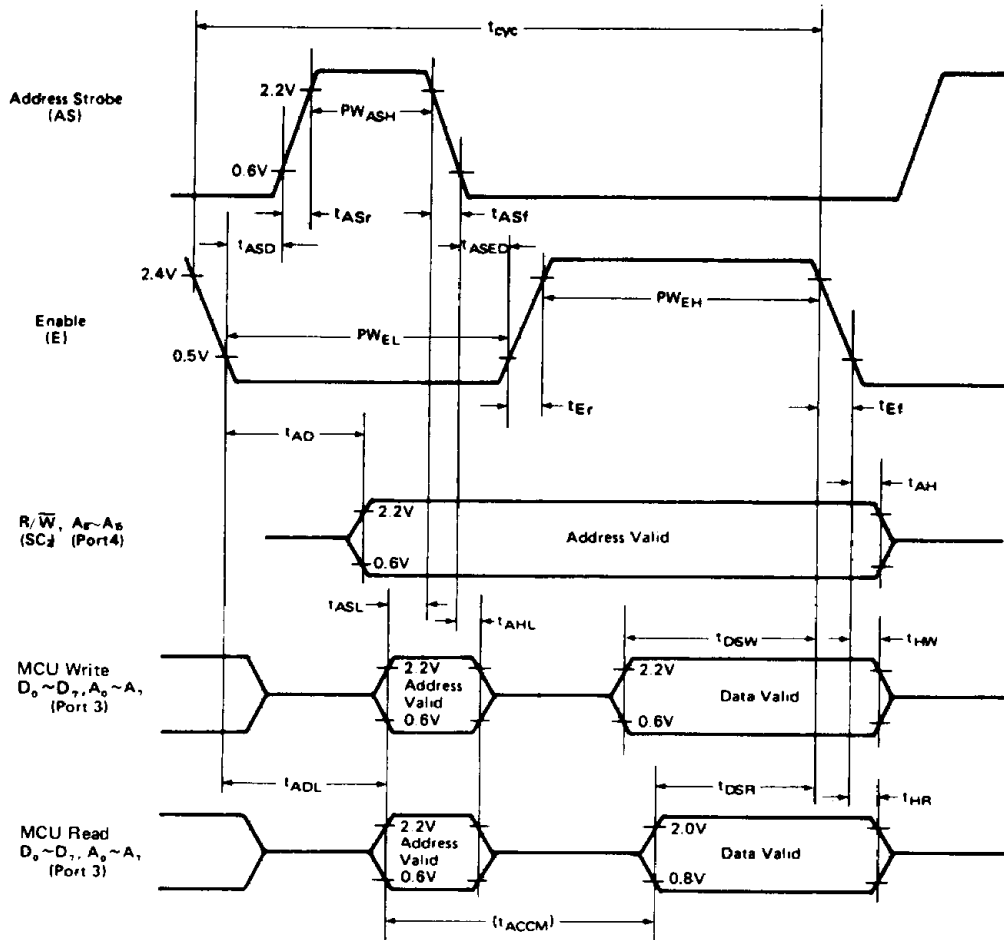 tcyc
Address Strobe
(AS)
2.2V
PWASH
0.6V
tASr
tASf
tASD
tASED
2.4V
Enable
(E)
PWEH
PWEL
0.5V
tEr
tEf
tAD
tAH
R/W̅, A8~A15
(SC2) (Port4)
2.2V
Address Valid
0.6V
tASL
tAHL
tDSW
tHW
MCU Write
D0~D7, A0~A7
(Port 3)
2.2V
Address
Valid
0.6V
2.2V
Data Valid
0.6V
tADL
tDSR
tHR
MCU Read
D0~D7, A0~A7
(Port 3)
2.2V
Address
Valid
0.6V
2.0V
Data Valid
0.8V
(tACCM)